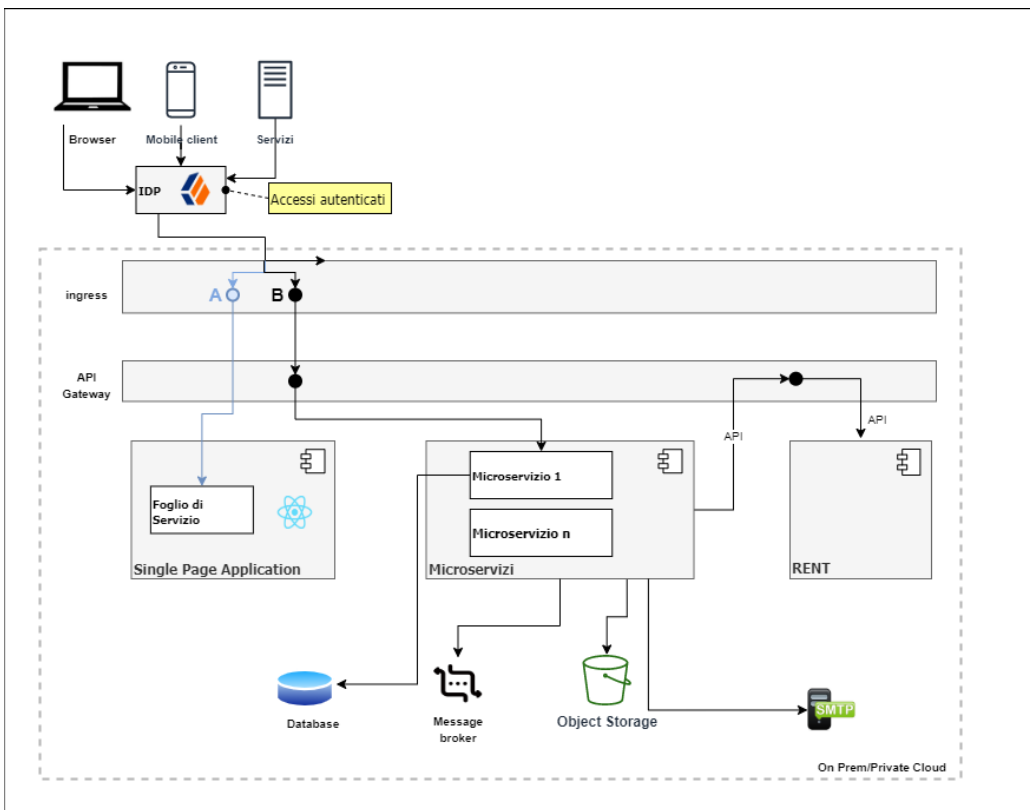 Browser
Mobile client
Servizi
IDP
Accessi autenticati
ingress
A
B
API
Gateway
API
API
Microservizio 1
Foglio di
Servizio
Microservizio n
Single Page Application
Microservizi
RENT
Database
Message
broker
Object Storage
SMTP
On Prem/Private Cloud